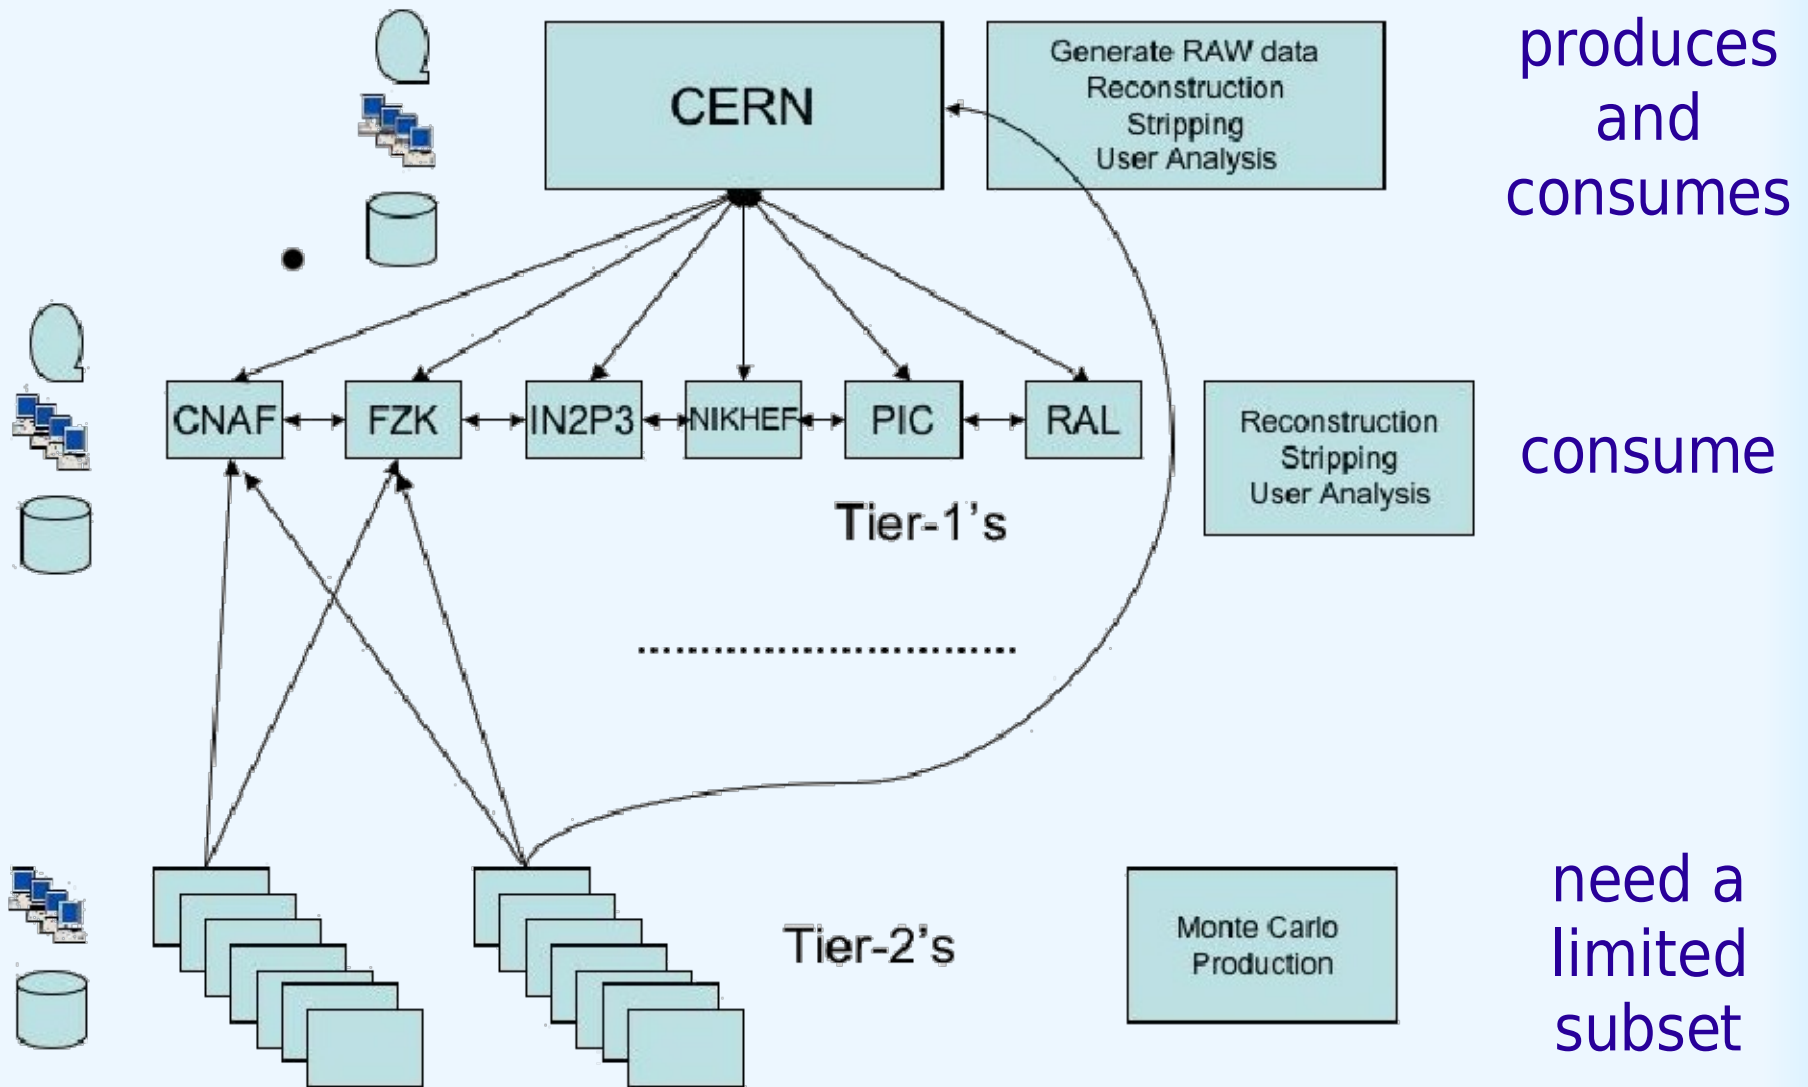 CERN
Generate RAW data
Reconstruction
Stripping
User Analysis
produces
and
consumes
CNAF
FZK
IN2P3
NIKHEF
PIC
RAL
Reconstruction
Stripping
User Analysis
consume
Tier-1's
Tier-2's
Monte Carlo
Production
need a
limited
subset